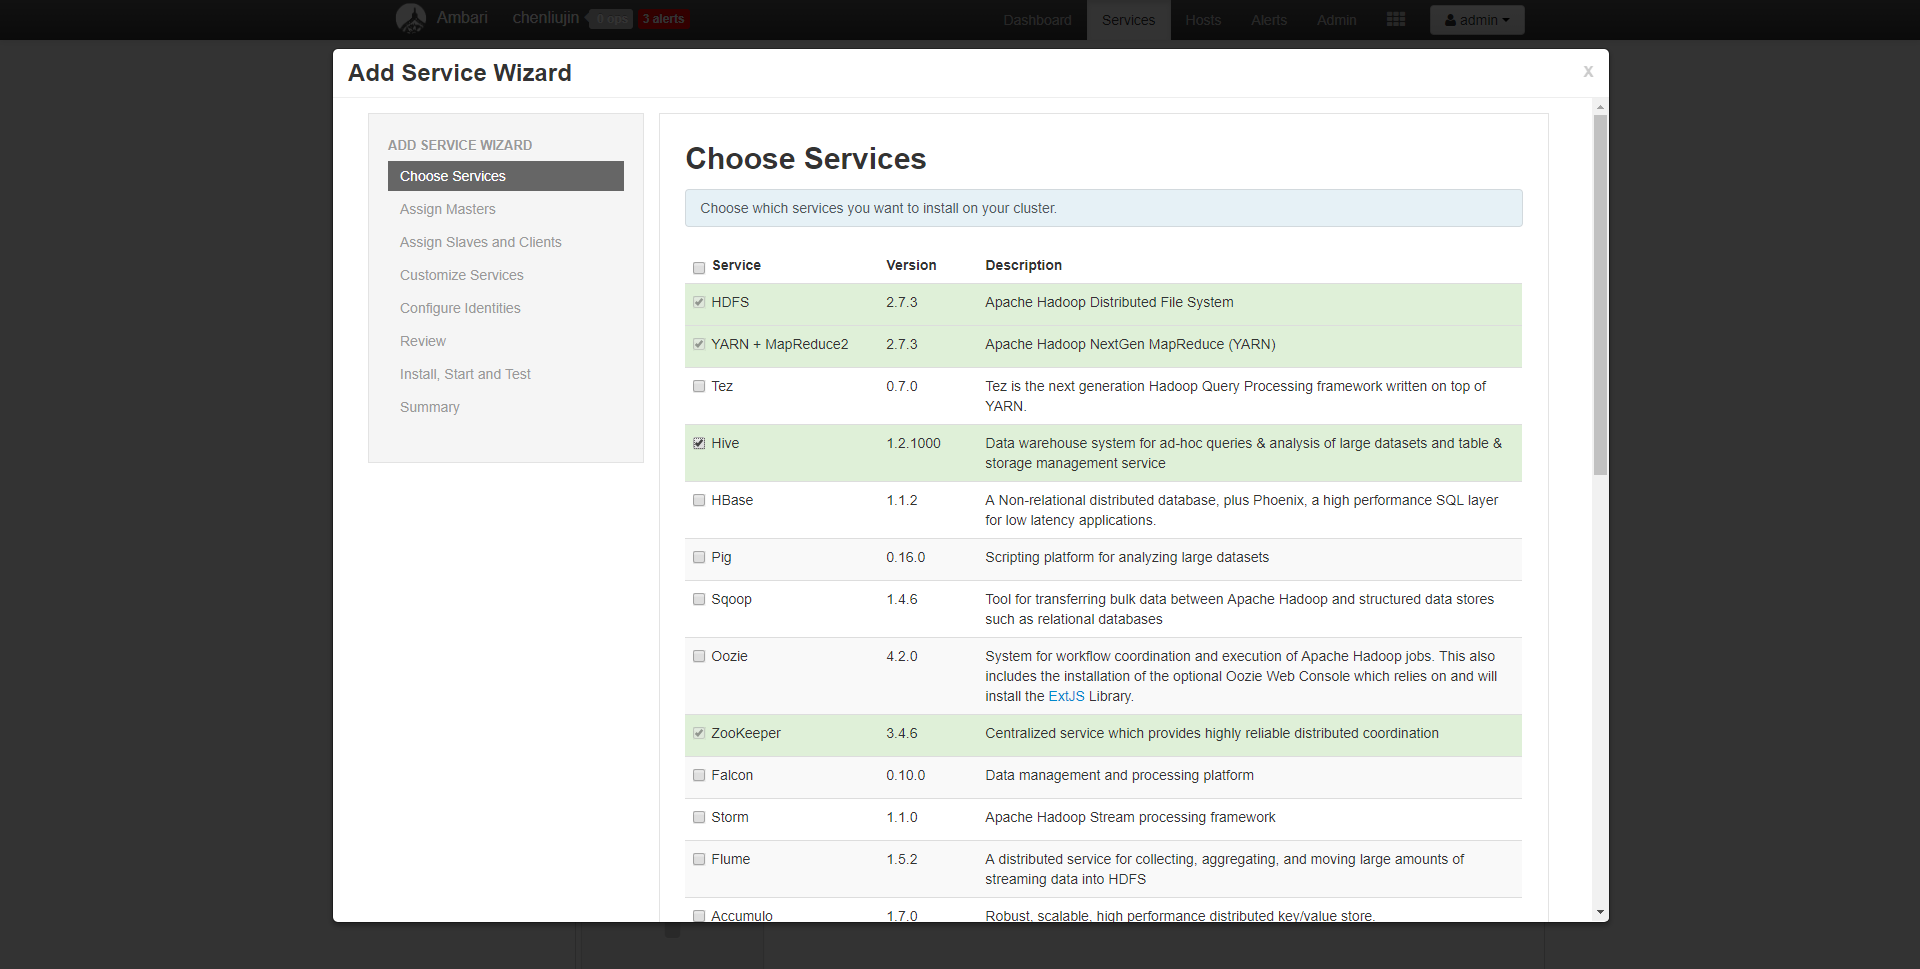 Ambari chenliujin 0 ops 3 alerts Dashboard Services Hosts Alerts Admin admin
Add Service Wizard x
ADD SERVICE WIZARD
Choose Services
Assign Masters
Assign Slaves and Clients
Customize Services
Configure Identities
Review
Install, Start and Test
Summary
Choose Services
Choose which services you want to install on your cluster.
Service Version Description
HDFS 2.7.3 Apache Hadoop Distributed File System
YARN + MapReduce2 2.7.3 Apache Hadoop NextGen MapReduce (YARN)
Tez 0.7.0 Tez is the next generation Hadoop Query Processing framework written on top of
YARN.
Hive 1.2.1000 Data warehouse system for ad-hoc queries & analysis of large datasets and table &
storage management service
HBase 1.1.2 A Non-relational distributed database, plus Phoenix, a high performance SQL layer
for low latency applications.
Pig 0.16.0 Scripting platform for analyzing large datasets
Sqoop 1.4.6 Tool for transferring bulk data between Apache Hadoop and structured data stores
such as relational databases
Oozie 4.2.0 System for workflow coordination and execution of Apache Hadoop jobs. This also
includes the installation of the optional Oozie Web Console which relies on and will
install the ExtJS Library.
ZooKeeper 3.4.6 Centralized service which provides highly reliable distributed coordination
Falcon 0.10.0 Data management and processing platform
Storm 1.1.0 Apache Hadoop Stream processing framework
Flume 1.5.2 A distributed service for collecting, aggregating, and moving large amounts of
streaming data into HDFS
Accumulo 1.7.0 Robust, scalable, high performance distributed key/value store.